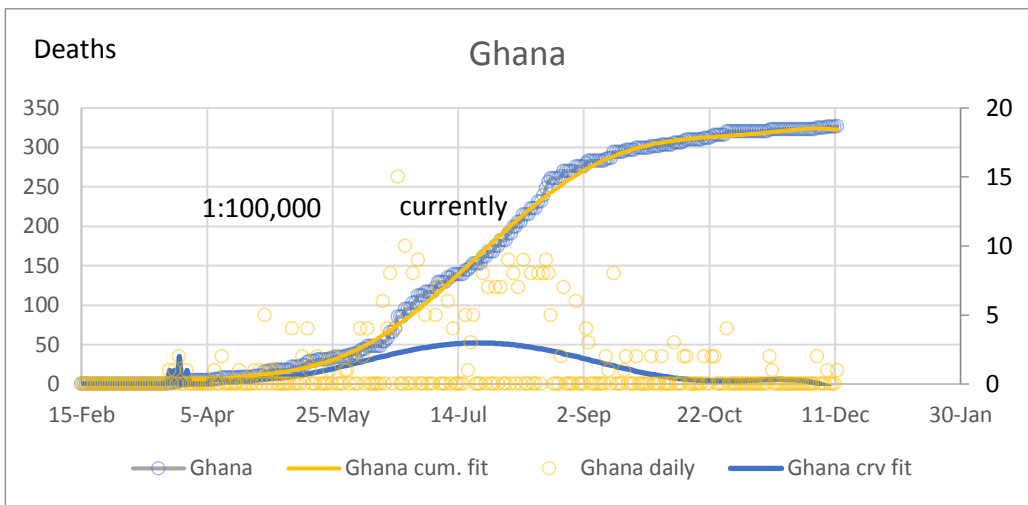 Deaths
Ghana
350 20
300
15
250
200 1:100,000 currently
10
150
100
5
50
0 0
15-Feb 5-Apr 25-May 14-Jul 2-Sep 22-Oct 11-Dec 30-Jan
Ghana Ghana cum. fit Ghana daily Ghana crv fit